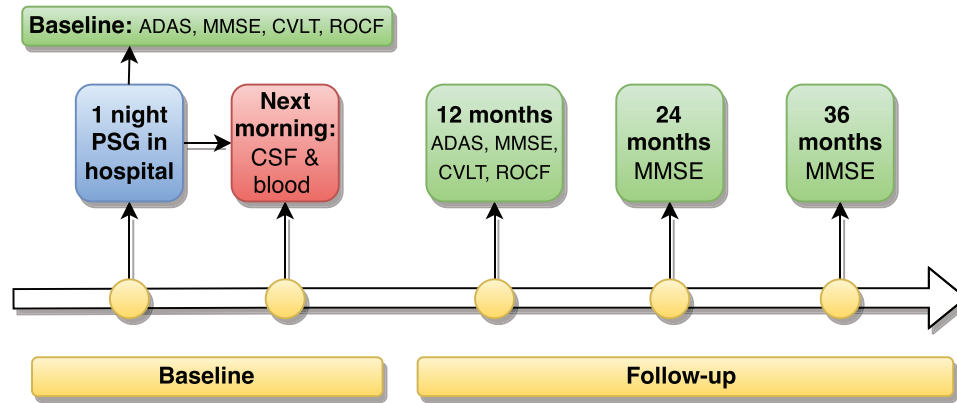 Baseline: ADAS, MMSE, CVLT, ROCF
1 night
PSG in
hospital
Next
morning:
CSF &
blood
12 months
ADAS, MMSE,
CVLT, ROCF
24
months
MMSE
36
months
MMSE
Baseline
Follow-up